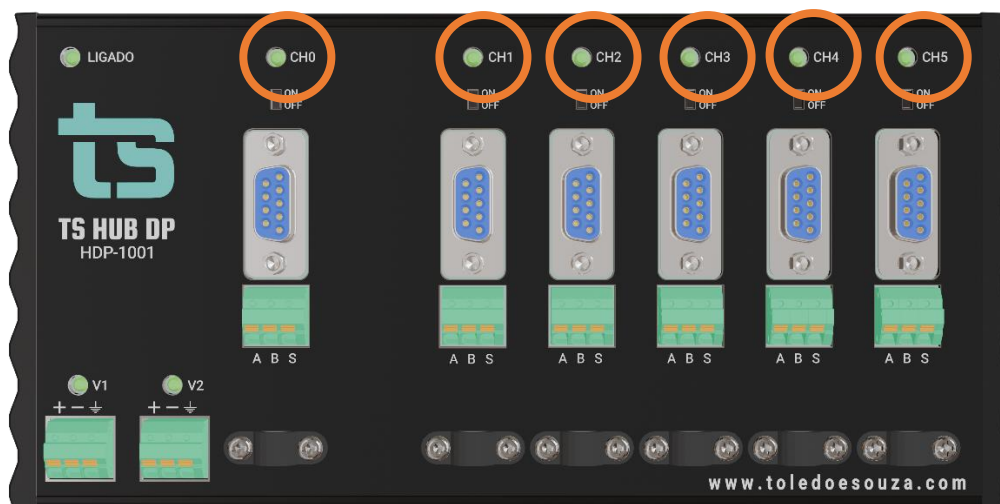 LIGADO
CH0
CH1
CH2
CH3
CH4
CH5
ON
OFF
ON
OFF
ON
OFF
ON
OFF
ON
OFF
ON
OFF
ts
TS HUB DP
HDP-1001
A B S
A B S
A B S
A B S
A B S
A B S
V1
V2
+ − ⏚
+ − ⏚
www.toledoesouza.com